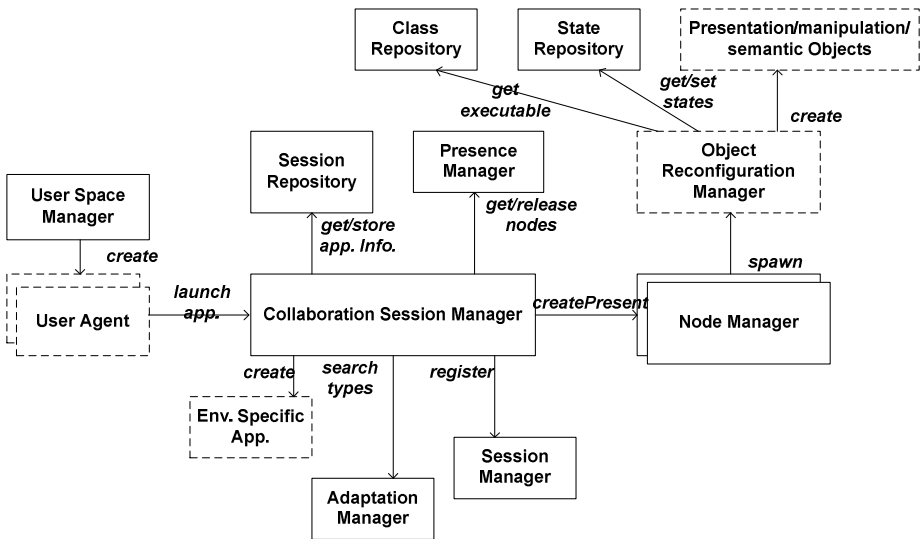 Class
Repository
State
Repository
Presentation/manipulation/
semantic Objects
get
executable
get/set
states
create
Session
Repository
Presence
Manager
Object
Reconfiguration
Manager
User Space
Manager
get/store
app. Info.
get/release
nodes
create
spawn
launch
app.
User Agent
Collaboration Session Manager
createPresent
Node Manager
create
search
types
register
Env. Specific
App.
Session
Manager
Adaptation
Manager